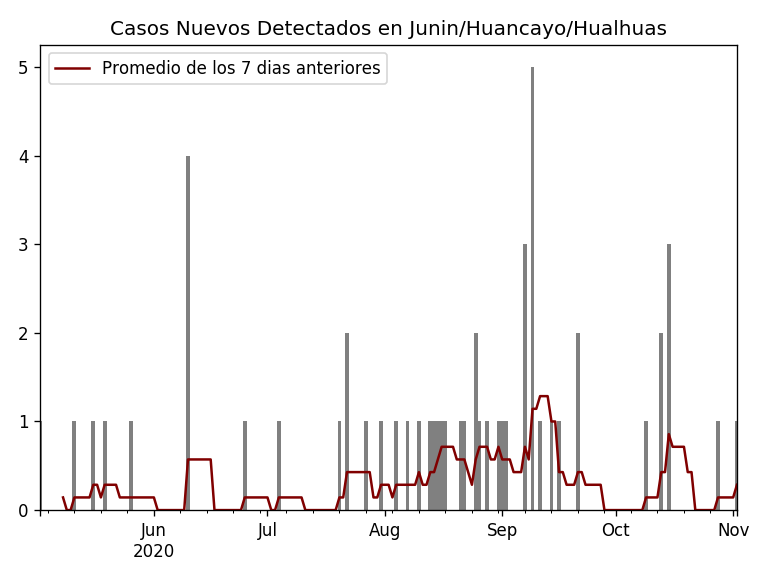 Casos Nuevos Detectados en Junin/Huancayo/Hualhuas
Promedio de los 7 dias anteriores
5
4
3
2
1
0
Jun Jul Aug Sep Oct Nov
2020